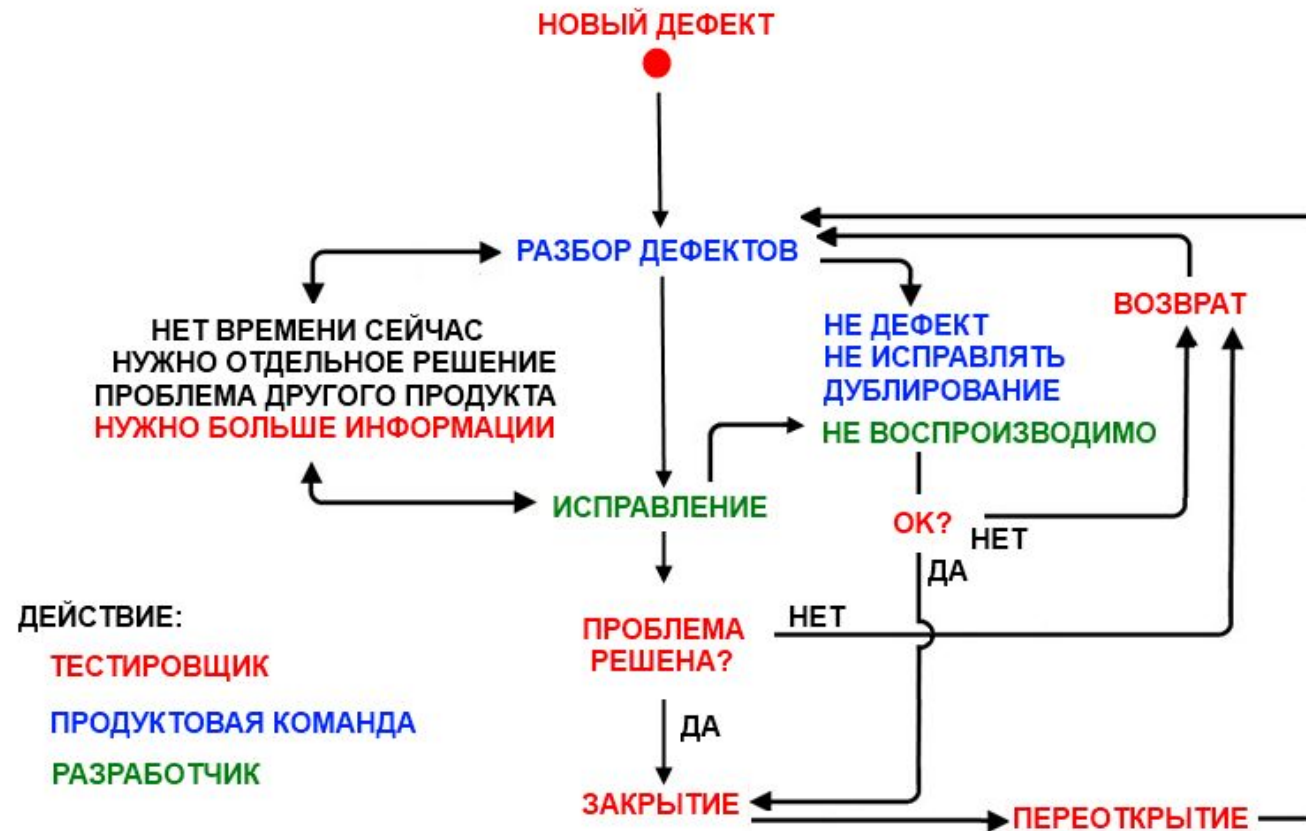 НОВЫЙ ДЕФЕКТ
РАЗБОР ДЕФЕКТОВ
НЕТ ВРЕМЕНИ СЕЙЧАС
НУЖНО ОТДЕЛЬНОЕ РЕШЕНИЕ
ПРОБЛЕМА ДРУГОГО ПРОДУКТА
НУЖНО БОЛЬШЕ ИНФОРМАЦИИ
НЕ ДЕФЕКТ
НЕ ИСПРАВЛЯТЬ
ДУБЛИРОВАНИЕ
НЕ ВОСПРОИЗВОДИМО
ВОЗВРАТ
ИСПРАВЛЕНИЕ
ОК?
НЕТ
ДА
ПРОБЛЕМА
РЕШЕНА?
НЕТ
ДА
ДЕЙСТВИЕ:
ТЕСТИРОВЩИК
ПРОДУКТОВАЯ КОМАНДА
РАЗРАБОТЧИК
ЗАКРЫТИЕ
ПЕРЕОТКРЫТИЕ